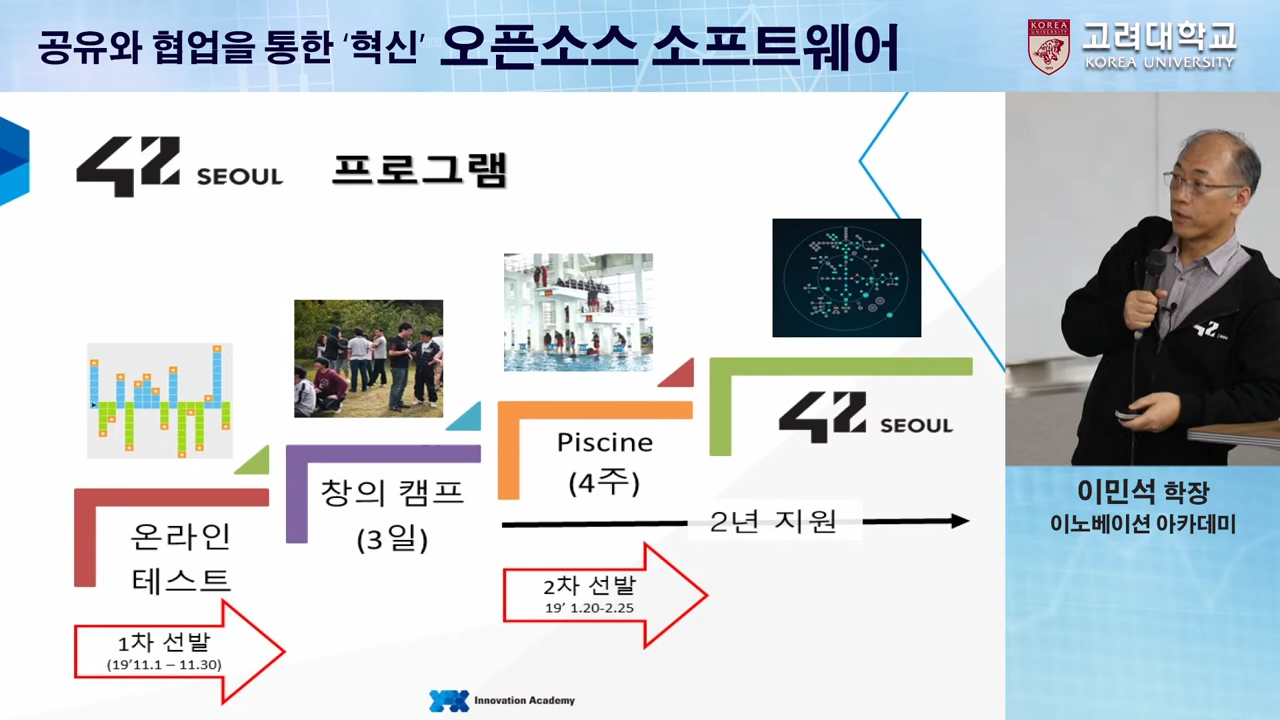 공유와 협업을 통한 ‘혁신’ 오픈소스 소프트웨어
KOREA UNIVERSITY
고려대학교
KOREA UNIVERSITY
42 SEOUL 프로그램
온라인
테스트
창의 캠프
(3일)
Piscine
(4주)
42 SEOUL
2년 지원
1차 선발
(19'11.1 – 11.30)
2차 선발
19' 1.20-2.25
Innovation Academy
42
이민석 학장
이노베이션 아카데미